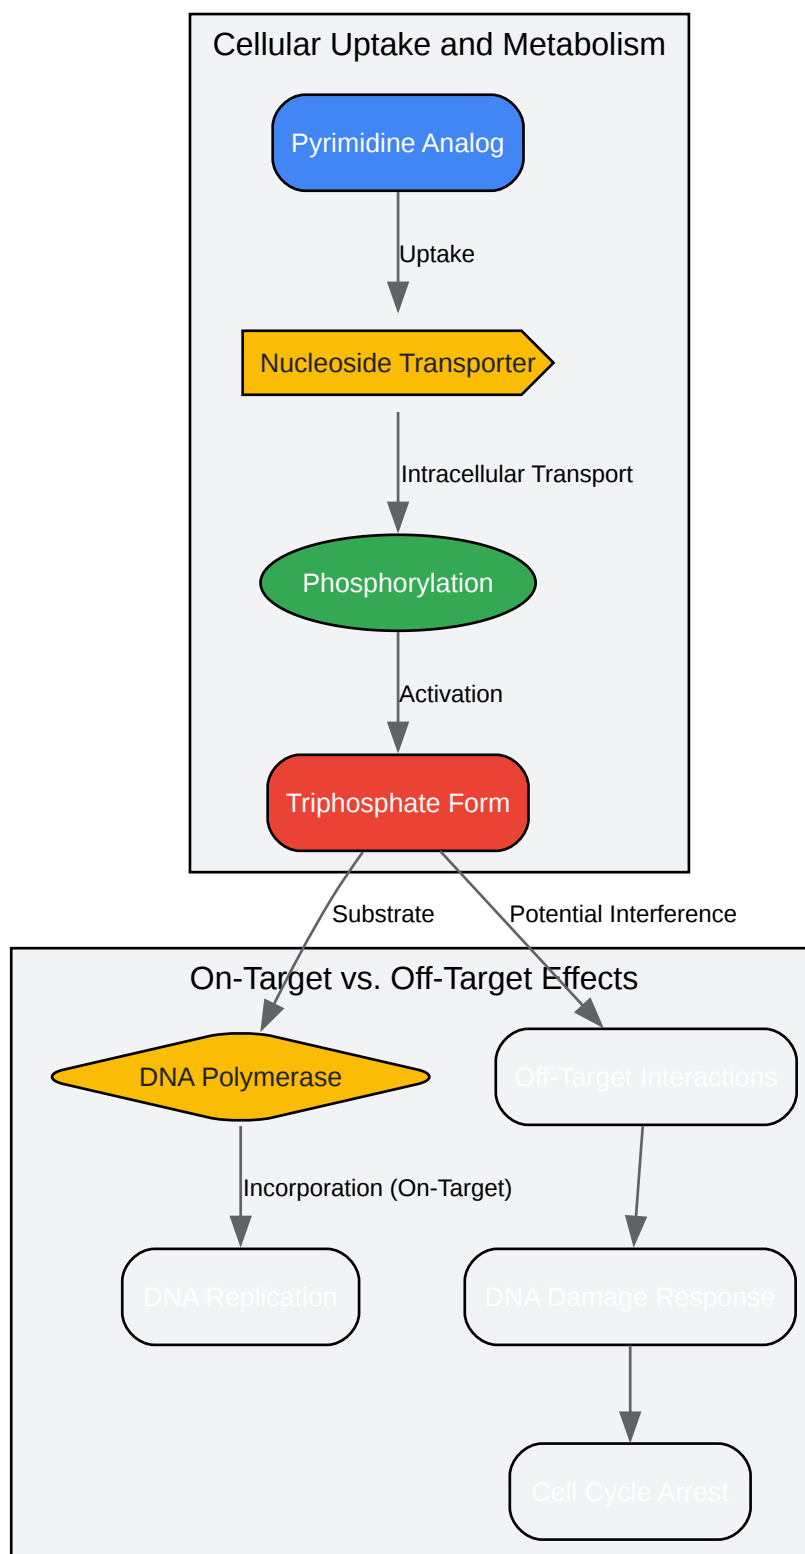 Cellular Uptake and Metabolism
Pyrimidine Analog
Uptake
Nucleoside Transporter
Intracellular Transport
Phosphorylation
Activation
Triphosphate Form
Substrate
Potential Interference
On-Target vs. Off-Target Effects
DNA Polymerase
Off-Target Interactions
Incorporation (On-Target)
DNA Replication
DNA Damage Response
Cell Cycle Arrest